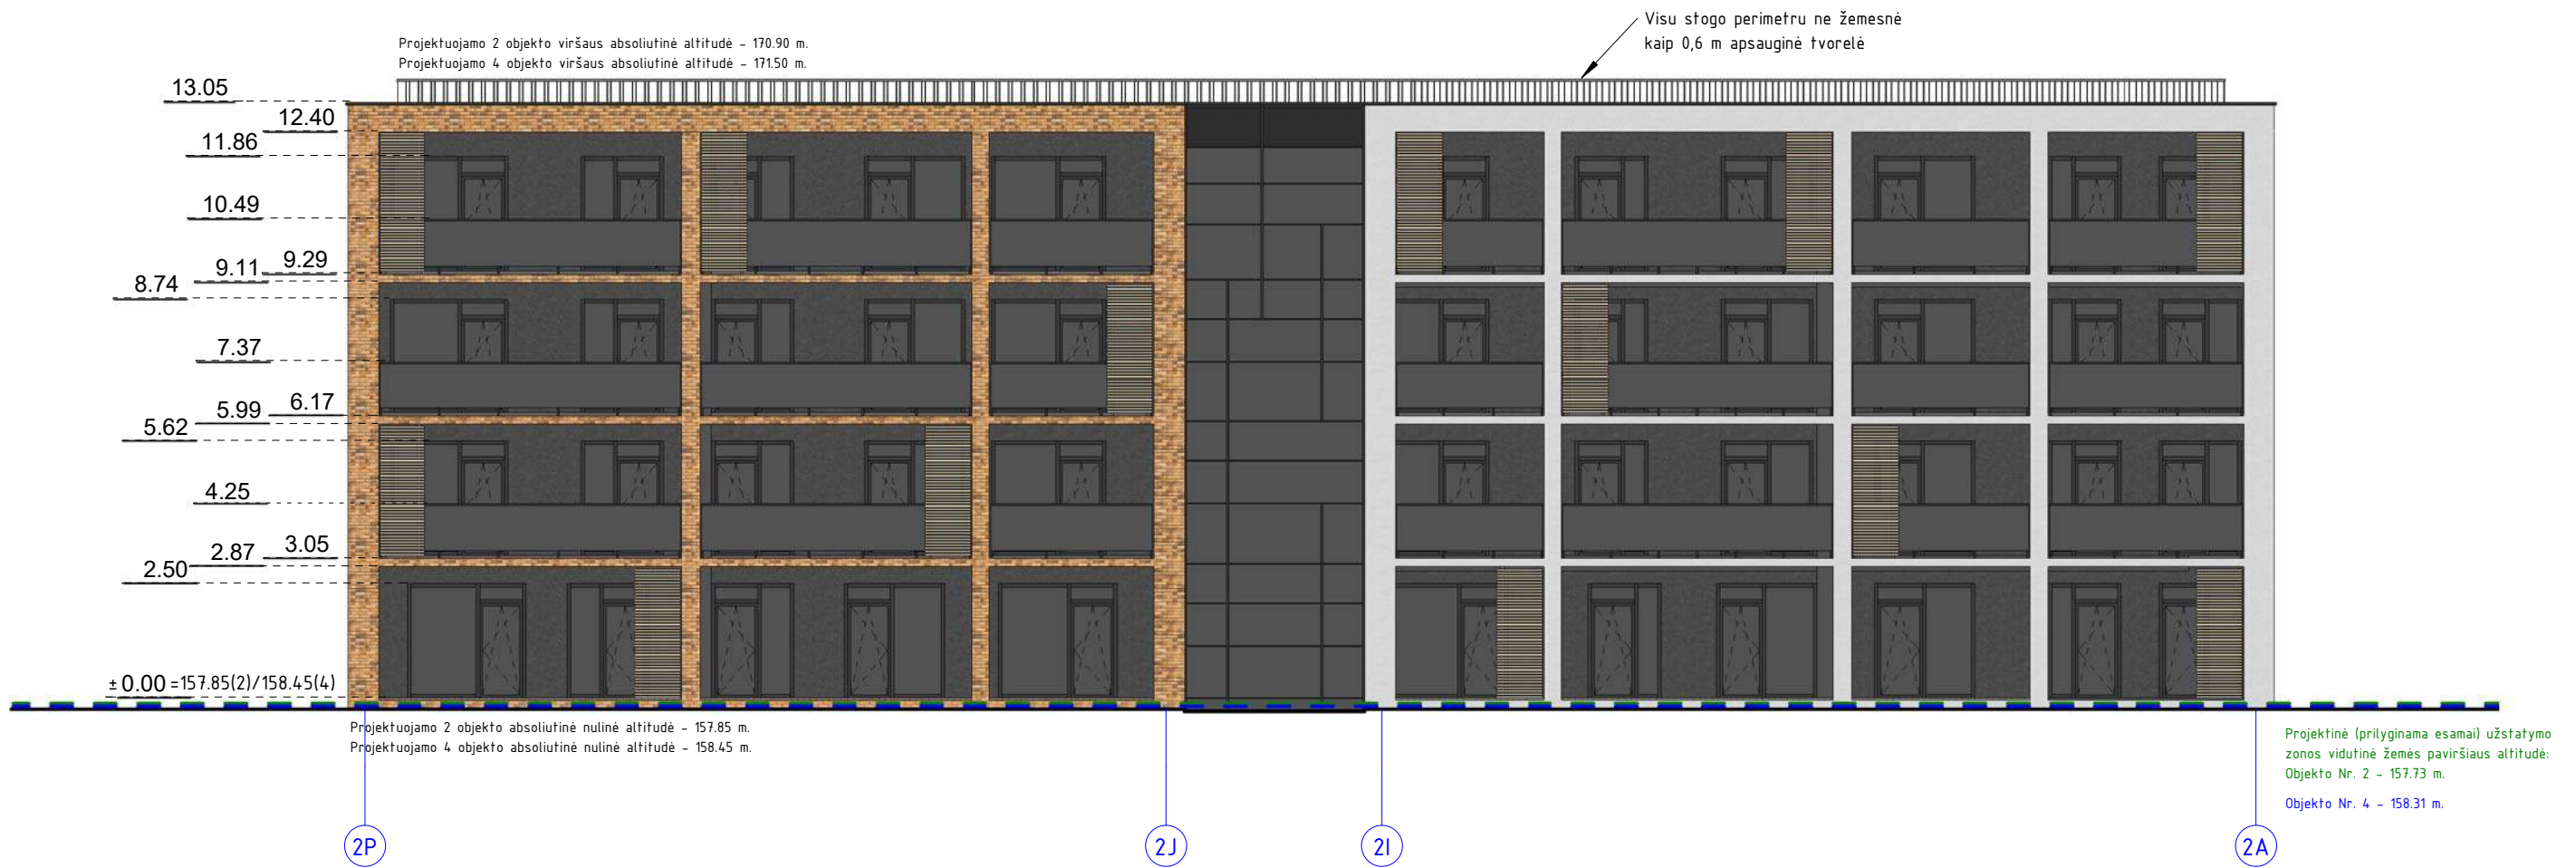 Visu stogo perimetru ne žemesnė
kaip 0,6 m apsauginė tvorelė
Projektuojamo 2 objekto viršaus absoliutinė altitudė - 170.90 m.
Projektuojamo 4 objekto viršaus absoliutinė altitudė - 171.50 m.
13.05
12.40
11.86
10.49
9.29
9.11
8.74
7.37
6.17
5.99
5.62
4.25
3.05
2.87
2.50
±0.00=157.85(2)/158.45(4)
Projektuojamo 2 objekto absoliutinė nulinė altitudė - 157.85 m.
Projektuojamo 4 objekto absoliutinė nulinė altitudė - 158.45 m.
Projektinė (prilyginama esamai) užstatymo
zonos vidutinė žemės paviršiaus altitudė:
Objekto Nr. 2 - 157.73 m.
Objekto Nr. 4 - 158.31 m.
2P
2J
2I
2A